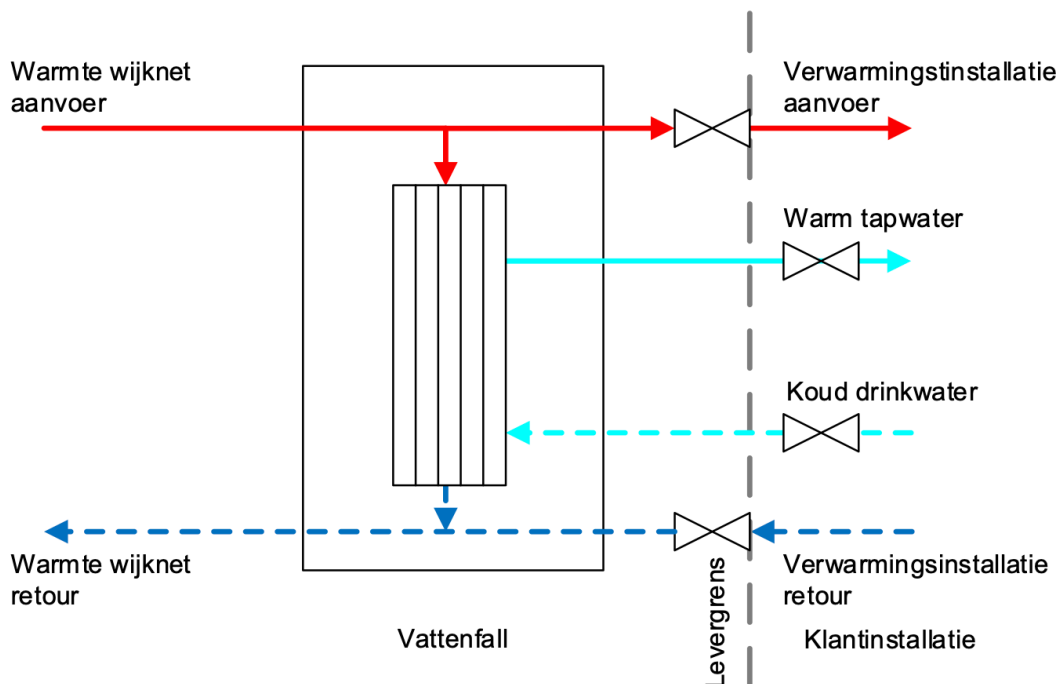 Warmte wijknet
aanvoer
Verwarmingstinstallatie
aanvoer
Warm tapwater
Koud drinkwater
Warmte wijknet
retour
Verwarmingsinstallatie
retour
Vattenfall
Levergrens
Klantinstallatie